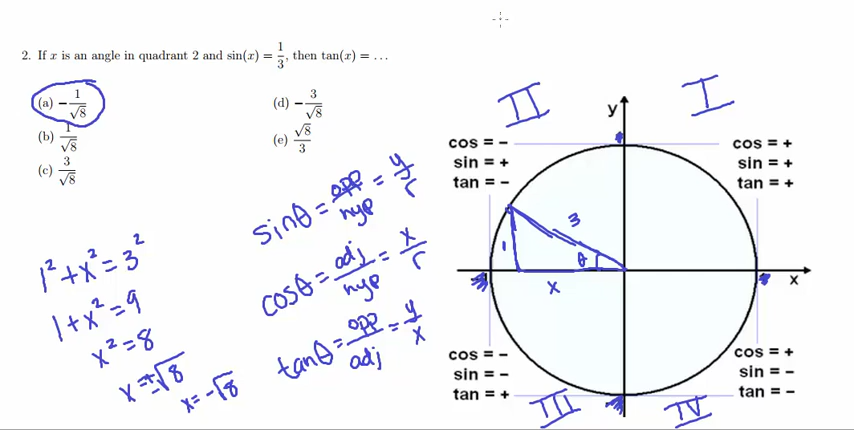 2. If x is an angle in quadrant 2 and sin(x) = 1/3, then tan(x) = ...
(a) −1/√8
(b) 1/√8
(c) 3/√8
(d) −3/√8
(e) √8/3
1² + x² = 3²
1 + x² = 9
x² = 8
x = ±√8
x = -√8
sinθ = opp/hyp = y/r
cosθ = adj/hyp = x/r
tanθ = opp/adj = y/x
II
I
y
cos = −
sin = +
tan = −
cos = +
sin = +
tan = +
3
1
θ
x
x
cos = −
sin = −
tan = +
cos = +
sin = −
tan = −
III
IV